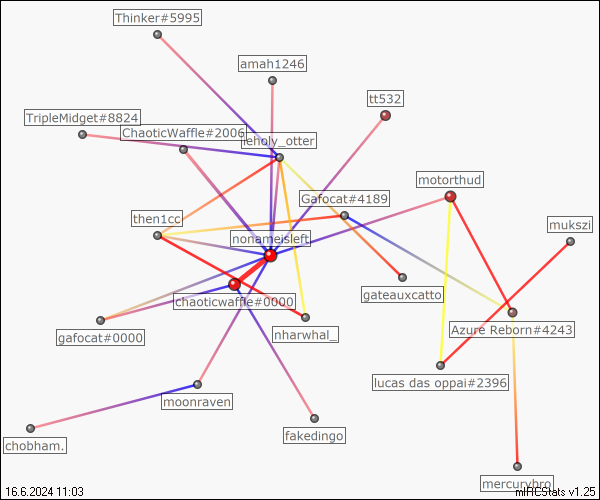 Thinker#5995
amah1246
tt532
TripleMidget#8824
ChaoticWaffle#2006
leholy_otter
motorthud
Gafocat#4189
then1cc
mukszi
nonameisleft
chaoticwaffle#0000
gateauxcatto
gafocat#0000
nharwhal_
Azure Reborn#4243
lucas das oppai#2396
moonraven
fakedingo
chobham.
mercurybro
16.6.2024 11:03
mIRCStats v1.25